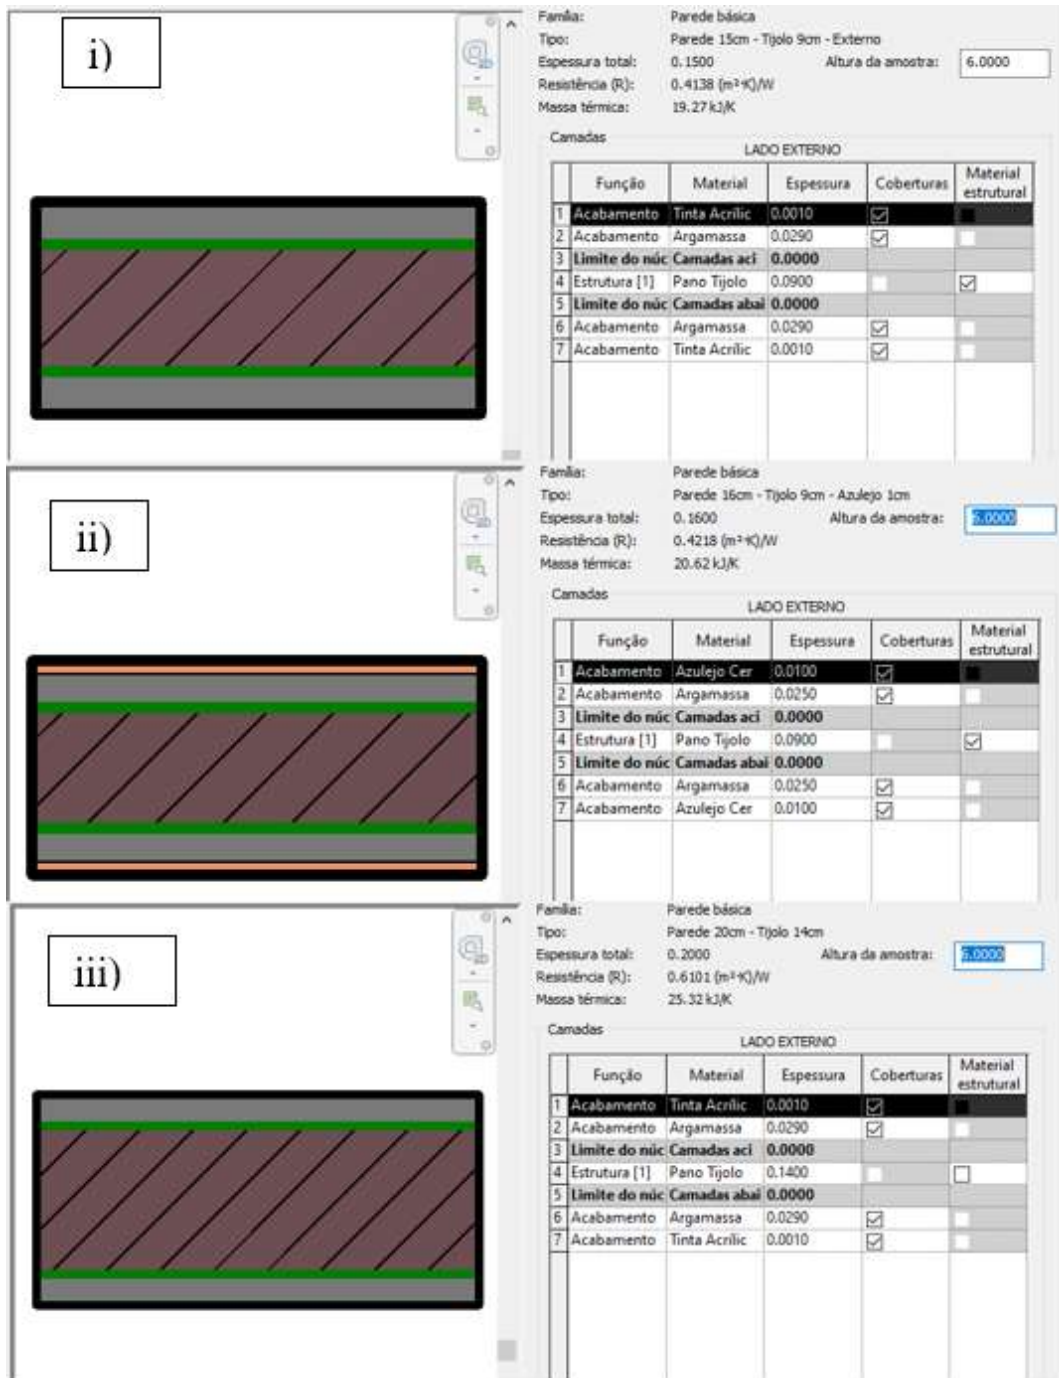 i)
Família: Parede básica
Tipo: Parede 15cm - Tijolo 9cm - Externo
Espessura total: 0.1500 Altura da amostra: 6.0000
Resistência (R): 0.4138 (m²·K)/W
Massa térmica: 19.27 kJ/K
Camadas
LADO EXTERNO
Função Material Espessura Coberturas Material estrutural
1 Acabamento Tinta Acrílic 0.0010
2 Acabamento Argamassa 0.0290
3 Limite do núc Camadas aci 0.0000
4 Estrutura [1] Pano Tijolo 0.0900
5 Limite do núc Camadas abai 0.0000
6 Acabamento Argamassa 0.0290
7 Acabamento Tinta Acrílic 0.0010
ii)
Família: Parede básica
Tipo: Parede 16cm - Tijolo 9cm - Azulejo 1cm
Espessura total: 0.1600 Altura da amostra: 6.0000
Resistência (R): 0.4218 (m²·K)/W
Massa térmica: 20.62 kJ/K
Camadas
LADO EXTERNO
Função Material Espessura Coberturas Material estrutural
1 Acabamento Azulejo Cer 0.0100
2 Acabamento Argamassa 0.0250
3 Limite do núc Camadas aci 0.0000
4 Estrutura [1] Pano Tijolo 0.0900
5 Limite do núc Camadas abai 0.0000
6 Acabamento Argamassa 0.0250
7 Acabamento Azulejo Cer 0.0100
iii)
Família: Parede básica
Tipo: Parede 20cm - Tijolo 14cm
Espessura total: 0.2000 Altura da amostra: 6.0000
Resistência (R): 0.6101 (m²·K)/W
Massa térmica: 25.32 kJ/K
Camadas
LADO EXTERNO
Função Material Espessura Coberturas Material estrutural
1 Acabamento Tinta Acrílic 0.0010
2 Acabamento Argamassa 0.0290
3 Limite do núc Camadas aci 0.0000
4 Estrutura [1] Pano Tijolo 0.1400
5 Limite do núc Camadas abai 0.0000
6 Acabamento Argamassa 0.0290
7 Acabamento Tinta Acrílic 0.0010